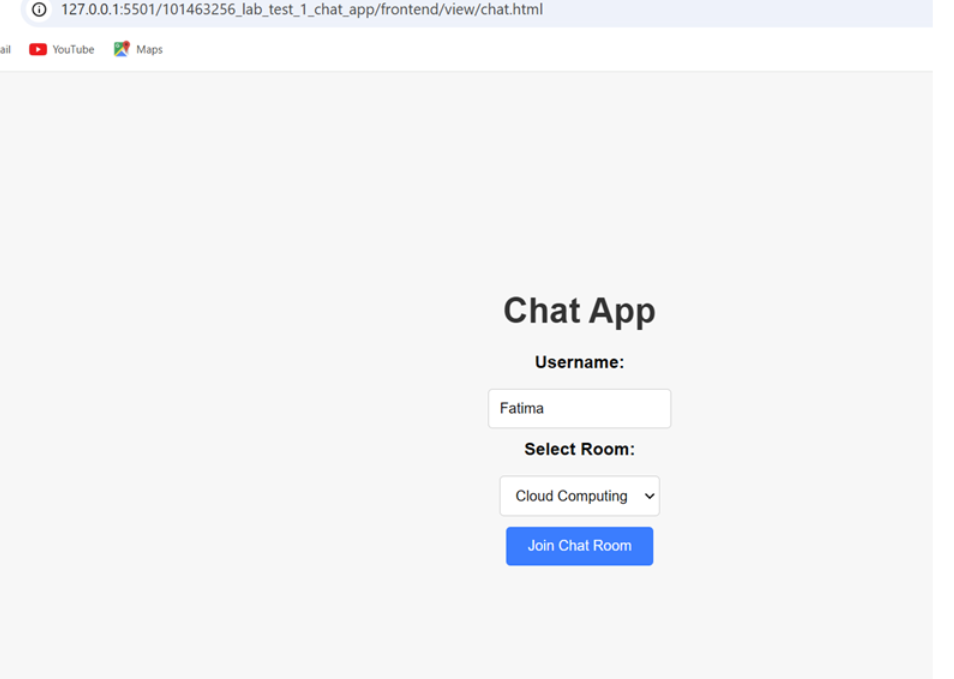 127.0.0.1:5501/101463256_lab_test_1_chat_app/frontend/view/chat.html
ail YouTube Maps
Chat App
Username:
Fatima
Select Room:
Cloud Computing
Join Chat Room